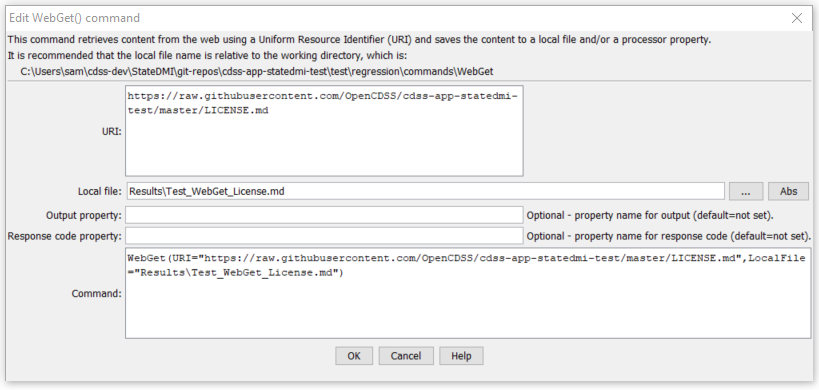 Edit WebGet() command
This command retrieves content from the web using a Uniform Resource Identifier (URI) and saves the content to a local file and/or a processor property.
It is recommended that the local file name is relative to the working directory, which is:
C:\Users\sam\cdss-dev\StateDMI\git-repos\cdss-app-statedmi-test\test\regression\commands\WebGet
URI:
https://raw.githubusercontent.com/OpenCDSS/cdss-app-statedmi-
test/master/LICENSE.md
Local file: Results\Test_WebGet_License.md ... Abs
Output property: Optional - property name for output (default=not set).
Response code property: Optional - property name for response code (default=not set).
Command:
WebGet(URI="https://raw.githubusercontent.com/OpenCDSS/cdss-app-statedmi-test/master/LICENSE.md",LocalFile
="Results\Test_WebGet_License.md")
OK Cancel Help